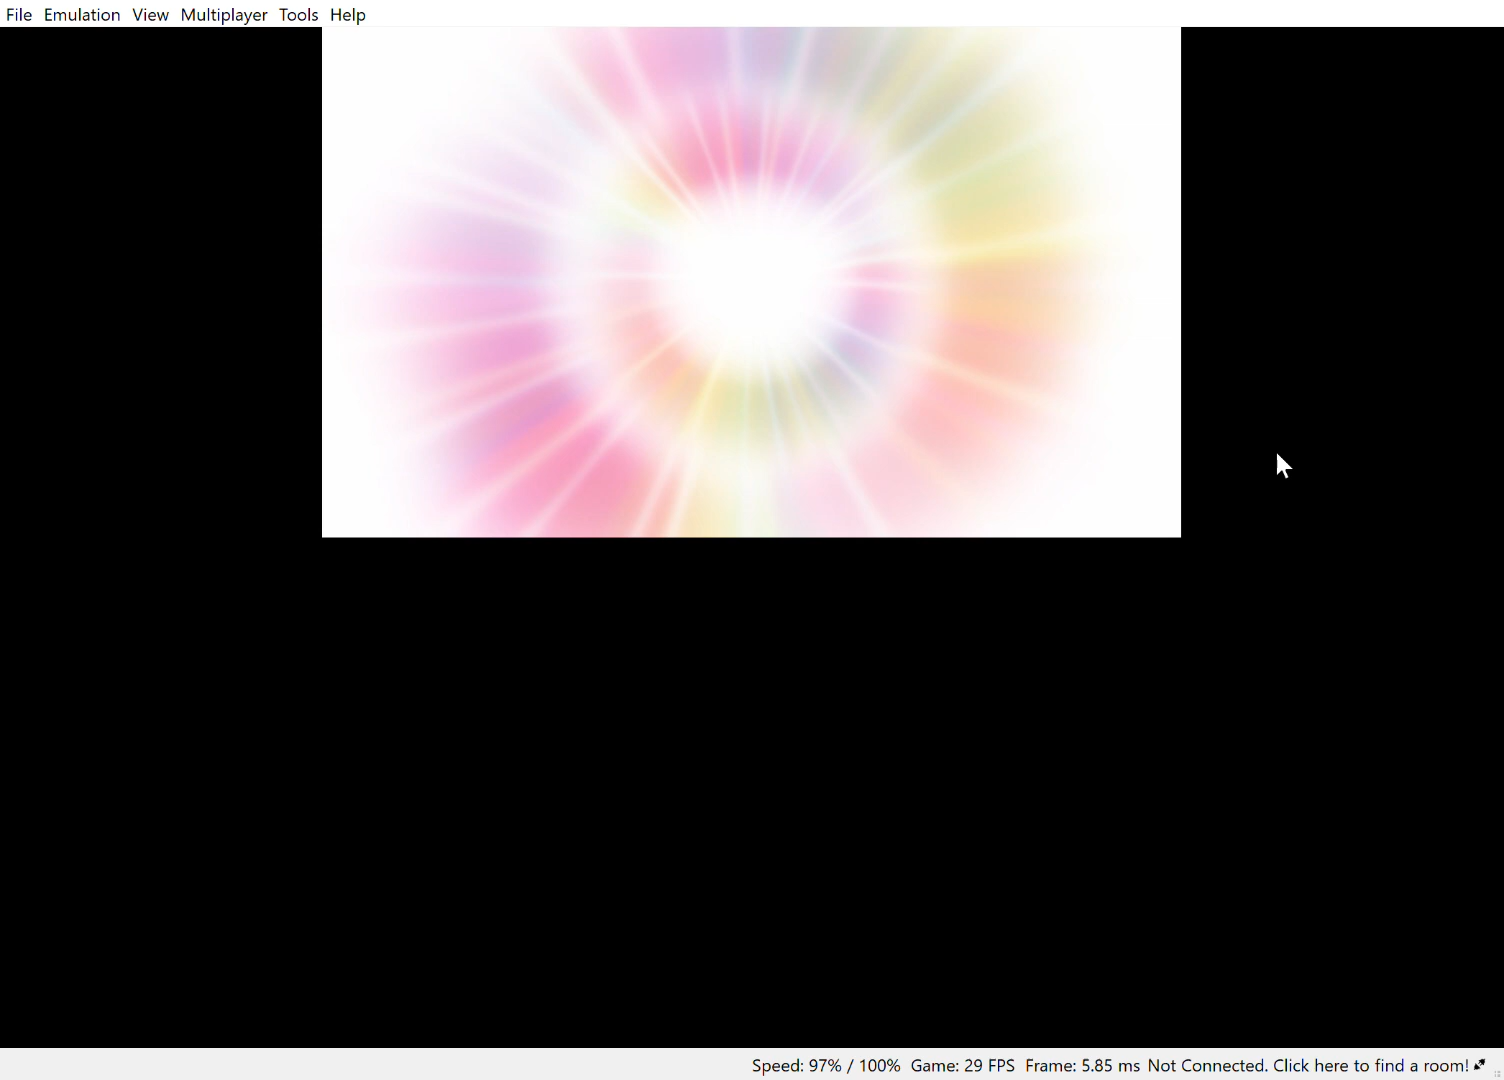 File Emulation View Multiplayer Tools Help
Speed: 97% / 100% Game: 29 FPS Frame: 5.85 ms Not Connected. Click here to find a room!